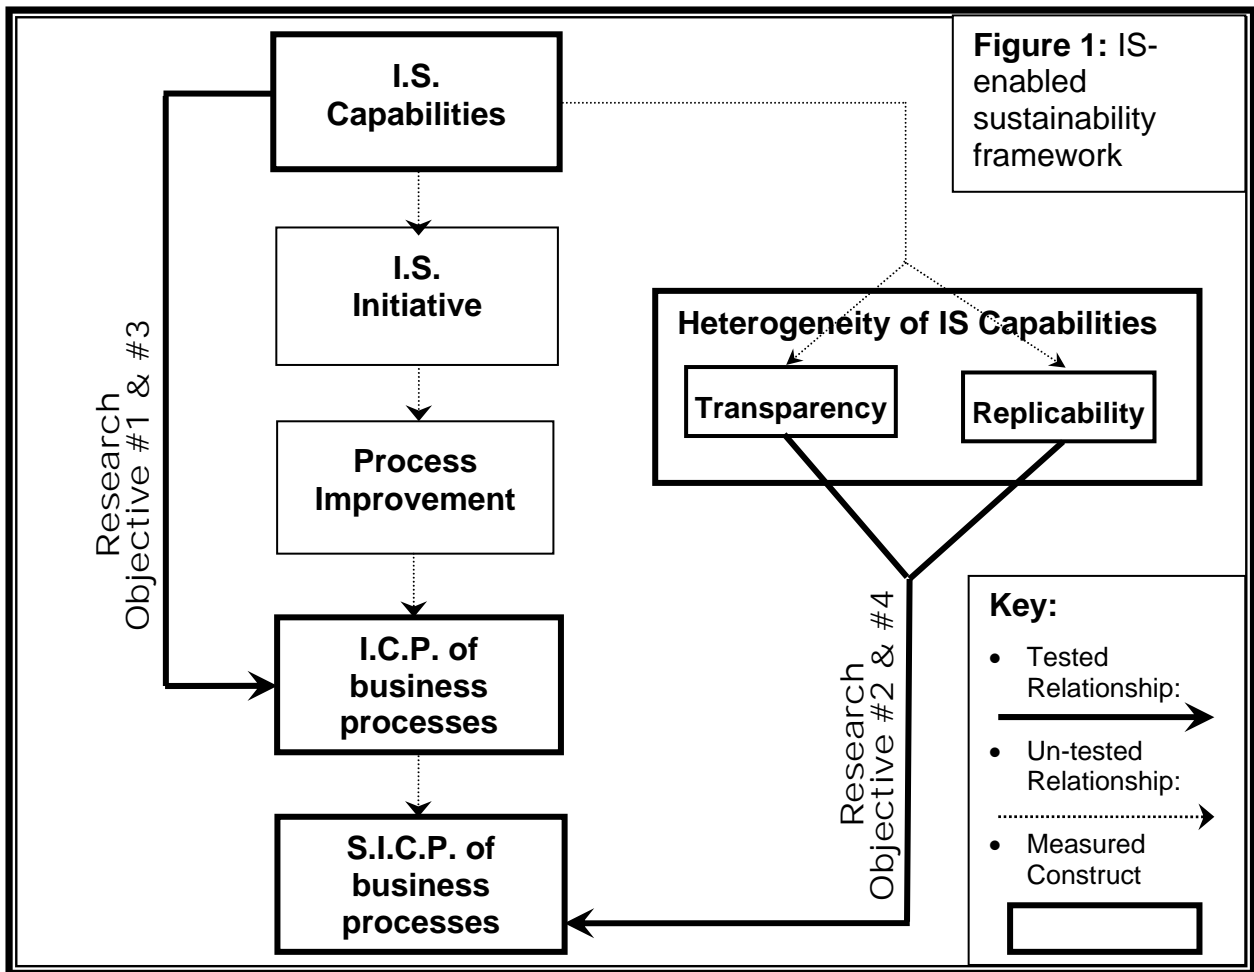 Figure 1: IS-
enabled
sustainability
framework
I.S.
Capabilities
I.S.
Initiative
Process
Improvement
I.C.P. of
business
processes
S.I.C.P. of
business
processes
Research
Objective #1 & #3
Heterogeneity of IS Capabilities
Transparency
Replicability
Research
Objective #2 & #4
Key:
• Tested
Relationship:
• Un-tested
Relationship:
• Measured
Construct